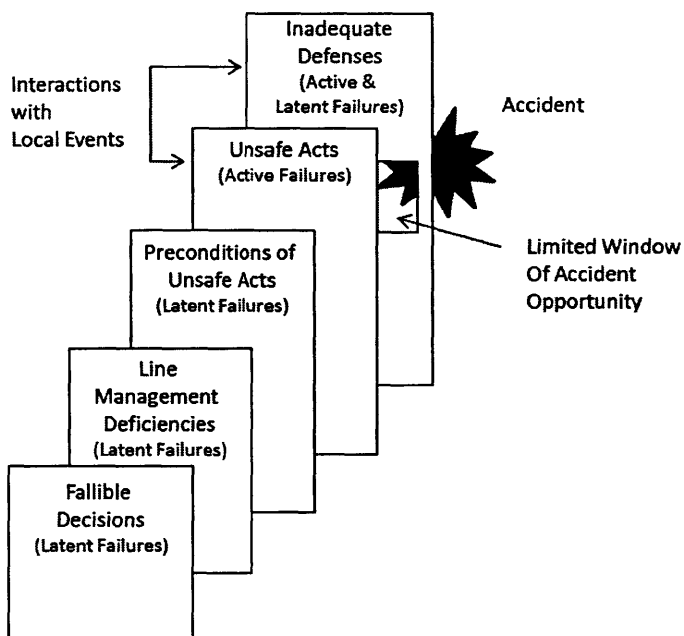 Inadequate
Defenses
(Active &
Latent Failures)
Interactions
with
Local Events
Accident
Unsafe Acts
(Active Failures)
Limited Window
Of Accident
Opportunity
Preconditions of
Unsafe Acts
(Latent Failures)
Line
Management
Deficiencies
(Latent Failures)
Fallible
Decisions
(Latent Failures)